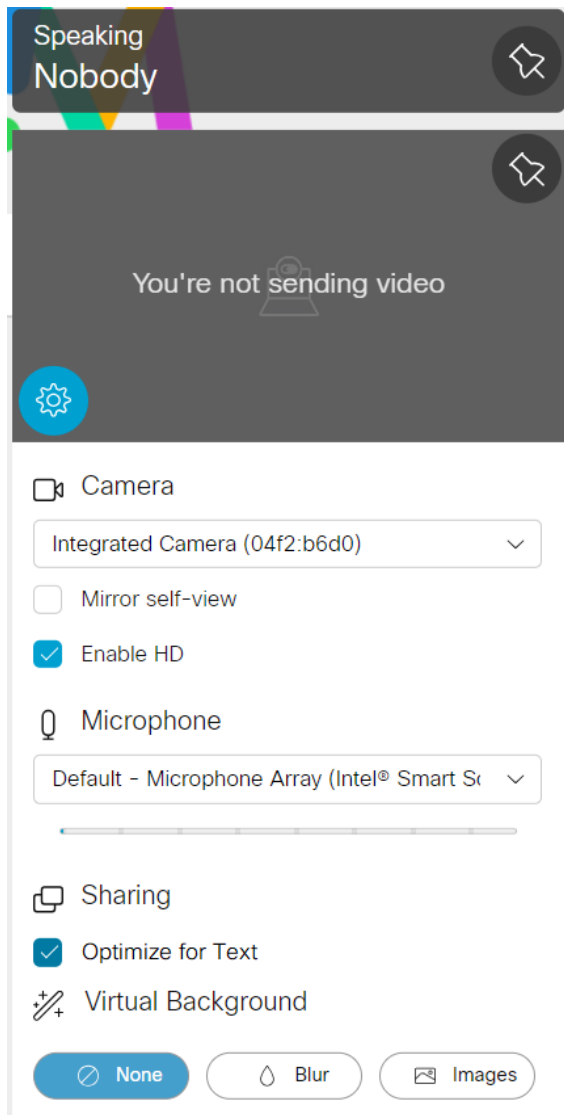 Speaking
Nobody
You're not sending video
Camera
Integrated Camera (04f2:b6d0)
Mirror self-view
Enable HD
Microphone
Default - Microphone Array (Intel® Smart So
Sharing
Optimize for Text
Virtual Background
None
Blur
Images